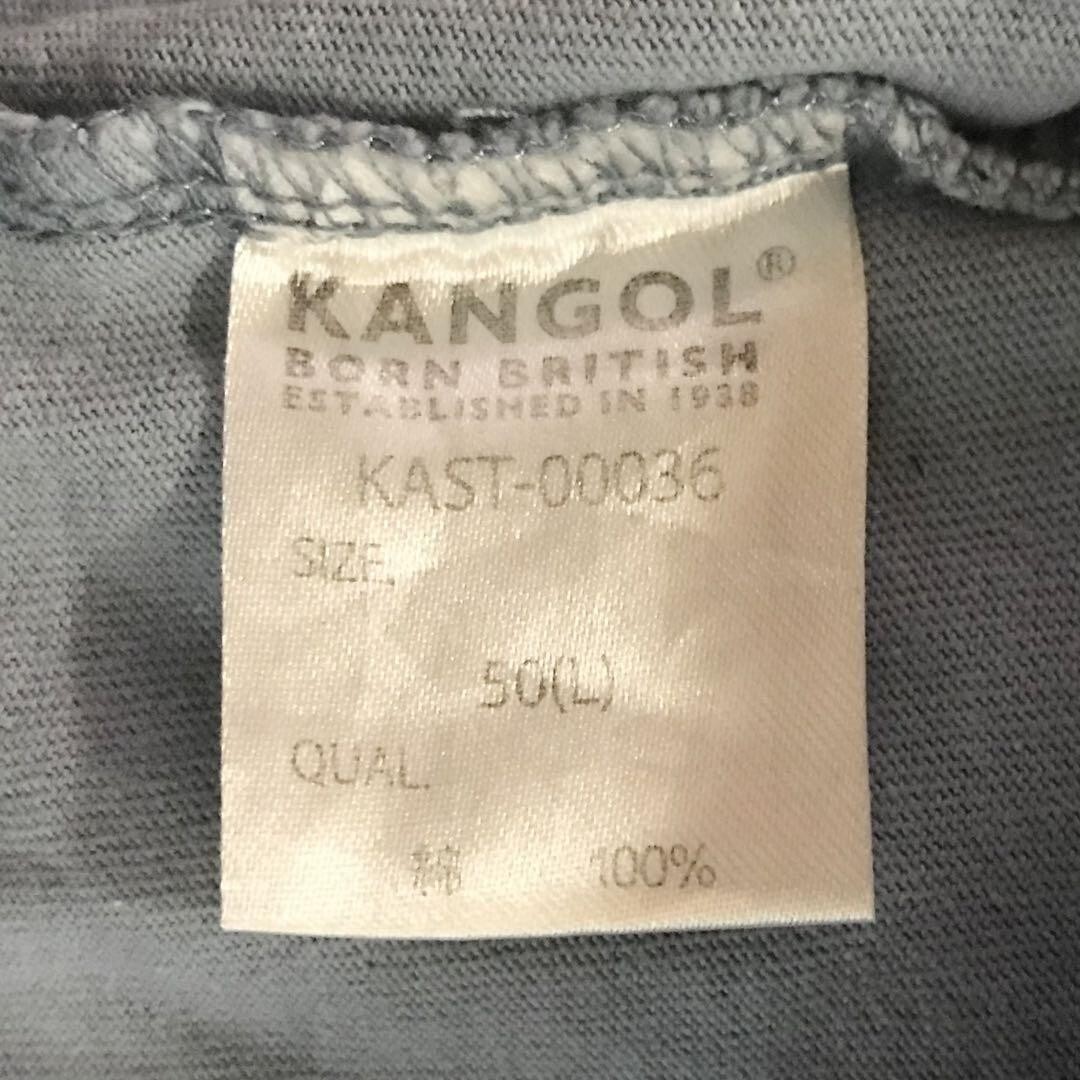 KANGOL®
BORN BRITISH
ESTABLISHED IN 1938
KAST-00036
SIZE.
50(L)
QUAL.
綿 100%